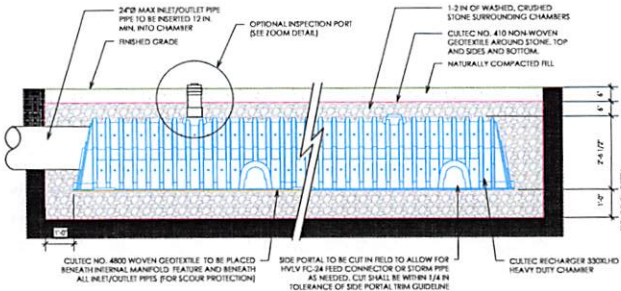 24"Ø MAX INLET/OUTLET PIPE
PIPE TO BE INSERTED 12 IN.
MIN. INTO CHAMBER
FINISHED GRADE
OPTIONAL INSPECTION PORT
(SEE ZOOM DETAIL)
1-2 IN OF WASHED, CRUSHED
STONE SURROUNDING CHAMBERS
CULTEC NO. 410 NON-WOVEN
GEOTEXTILE AROUND STONE, TOP
AND SIDES AND BOTTOM.
NATURALLY COMPACTED FILL
6"
6"
2'-6 1/2"
1'-0"
1'-0"
CULTEC NO. 4800 WOVEN GEOTEXTILE TO BE PLACED
BENEATH INTERNAL MANIFOLD FEATURE AND BENEATH
ALL INLET/OUTLET PIPES (FOR SCOUR PROTECTION)
SIDE PORTAL TO BE CUT IN FIELD TO ALLOW FOR
HVLV FC-24 FEED CONNECTOR OR STORM PIPE
AS NEEDED. CUT SHALL BE WITHIN 1/4 IN
TOLERANCE OF SIDE PORTAL TRIM GUIDELINE
CULTEC RECHARGER 330XLHD
HEAVY DUTY CHAMBER